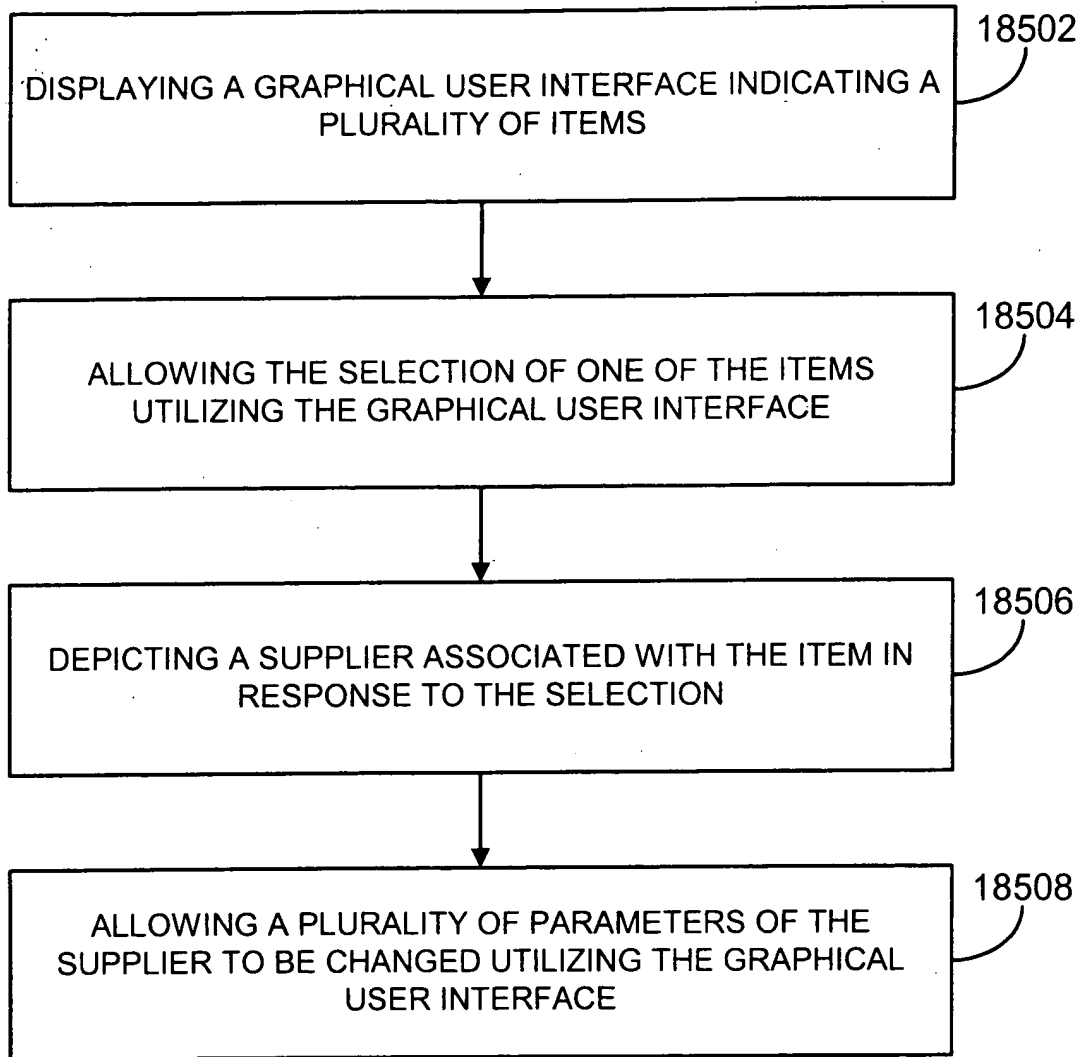 18502
DISPLAYING A GRAPHICAL USER INTERFACE INDICATING A
PLURALITY OF ITEMS
18504
ALLOWING THE SELECTION OF ONE OF THE ITEMS
UTILIZING THE GRAPHICAL USER INTERFACE
18506
DEPICTING A SUPPLIER ASSOCIATED WITH THE ITEM IN
RESPONSE TO THE SELECTION
18508
ALLOWING A PLURALITY OF PARAMETERS OF THE
SUPPLIER TO BE CHANGED UTILIZING THE GRAPHICAL
USER INTERFACE